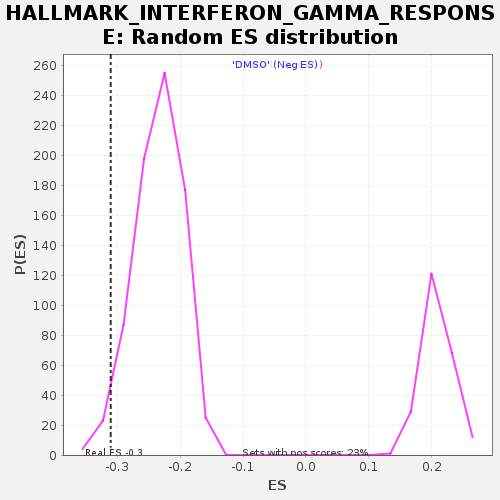 HALLMARK_INTERFERON_GAMMA_RESPONS
E: Random ES distribution
'DMSO' (Neg ES)
260
240
220
200
180
160
140
120
100
80
60
40
20
0
P(ES)
Real ES -0.3
Sets with pos scores: 23%
-0.3 -0.2 -0.1 0.0 0.1 0.2
ES